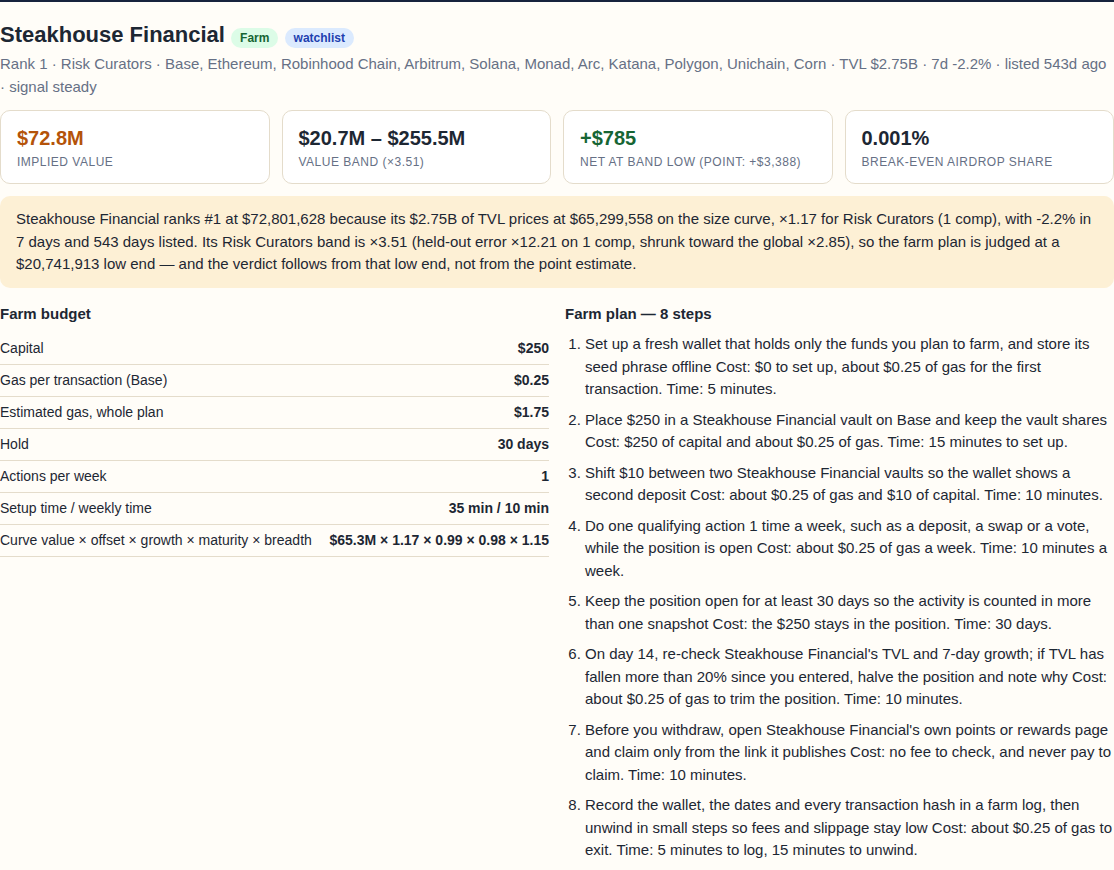 Steakhouse Financial Farm watchlist
Rank 1 · Risk Curators · Base, Ethereum, Robinhood Chain, Arbitrum, Solana, Monad, Arc, Katana, Polygon, Unichain, Corn · TVL $2.75B · 7d -2.2% · listed 543d ago
· signal steady
$72.8M
IMPLIED VALUE
$20.7M – $255.5M
VALUE BAND (×3.51)
+$785
NET AT BAND LOW (POINT: +$3,388)
0.001%
BREAK-EVEN AIRDROP SHARE
Steakhouse Financial ranks #1 at $72,801,628 because its $2.75B of TVL prices at $65,299,558 on the size curve, ×1.17 for Risk Curators (1 comp), with -2.2% in
7 days and 543 days listed. Its Risk Curators band is ×3.51 (held-out error ×12.21 on 1 comp, shrunk toward the global ×2.85), so the farm plan is judged at a
$20,741,913 low end — and the verdict follows from that low end, not from the point estimate.
Farm budget
Capital $250
Gas per transaction (Base) $0.25
Estimated gas, whole plan $1.75
Hold 30 days
Actions per week 1
Setup time / weekly time 35 min / 10 min
Curve value × offset × growth × maturity × breadth $65.3M × 1.17 × 0.99 × 0.98 × 1.15
Farm plan — 8 steps
1. Set up a fresh wallet that holds only the funds you plan to farm, and store its
seed phrase offline Cost: $0 to set up, about $0.25 of gas for the first
transaction. Time: 5 minutes.
2. Place $250 in a Steakhouse Financial vault on Base and keep the vault shares
Cost: $250 of capital and about $0.25 of gas. Time: 15 minutes to set up.
3. Shift $10 between two Steakhouse Financial vaults so the wallet shows a
second deposit Cost: about $0.25 of gas and $10 of capital. Time: 10 minutes.
4. Do one qualifying action 1 time a week, such as a deposit, a swap or a vote,
while the position is open Cost: about $0.25 of gas a week. Time: 10 minutes a
week.
5. Keep the position open for at least 30 days so the activity is counted in more
than one snapshot Cost: the $250 stays in the position. Time: 30 days.
6. On day 14, re-check Steakhouse Financial's TVL and 7-day growth; if TVL has
fallen more than 20% since you entered, halve the position and note why Cost:
about $0.25 of gas to trim the position. Time: 10 minutes.
7. Before you withdraw, open Steakhouse Financial's own points or rewards page
and claim only from the link it publishes Cost: no fee to check, and never pay to
claim. Time: 10 minutes.
8. Record the wallet, the dates and every transaction hash in a farm log, then
unwind in small steps so fees and slippage stay low Cost: about $0.25 of gas to
exit. Time: 5 minutes to log, 15 minutes to unwind.